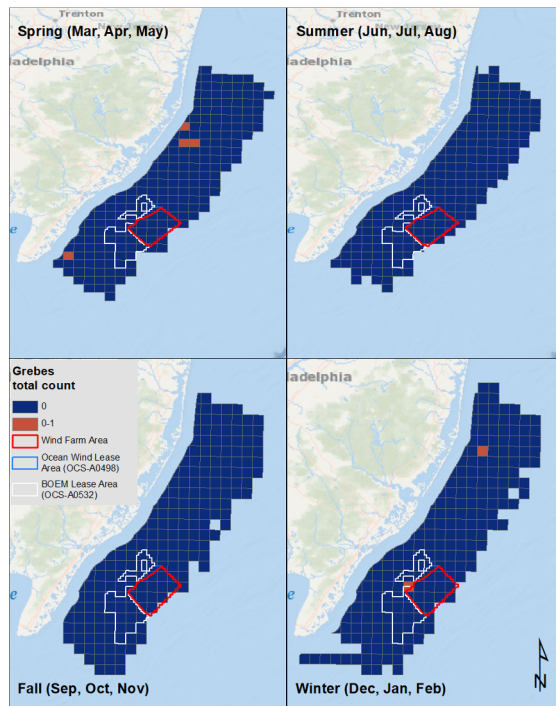 Trenton
Spring (Mar, Apr, May)
ladelphia
Trenton
Summer (Jun, Jul, Aug)
adelphia
e
Grebes
total count
0
0-1
Wind Farm Area
Ocean Wind Lease
Area (OCS-A0498)
BOEM Lease Area
(OCS-A0532)
e
Fall (Sep, Oct, Nov)
adelphia
N
Winter (Dec, Jan, Feb)